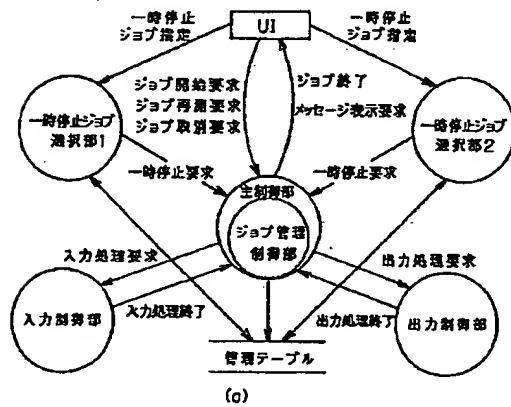 一時停止
ジョブ指定
UI
一時停止
ジョブ指定
ジョブ開始要求
ジョブ再開要求
ジョブ取消要求
ジョブ終了
メッセージ表示要求
一時停止ジョブ
選択部1
一時停止ジョブ
選択部2
一時停止要求
一時停止要求
主制御部
ジョブ管理
制御部
入力処理要求
出力処理要求
入力制御部
入力処理終了
出力処理終了
出力制御部
管理テーブル
(a)